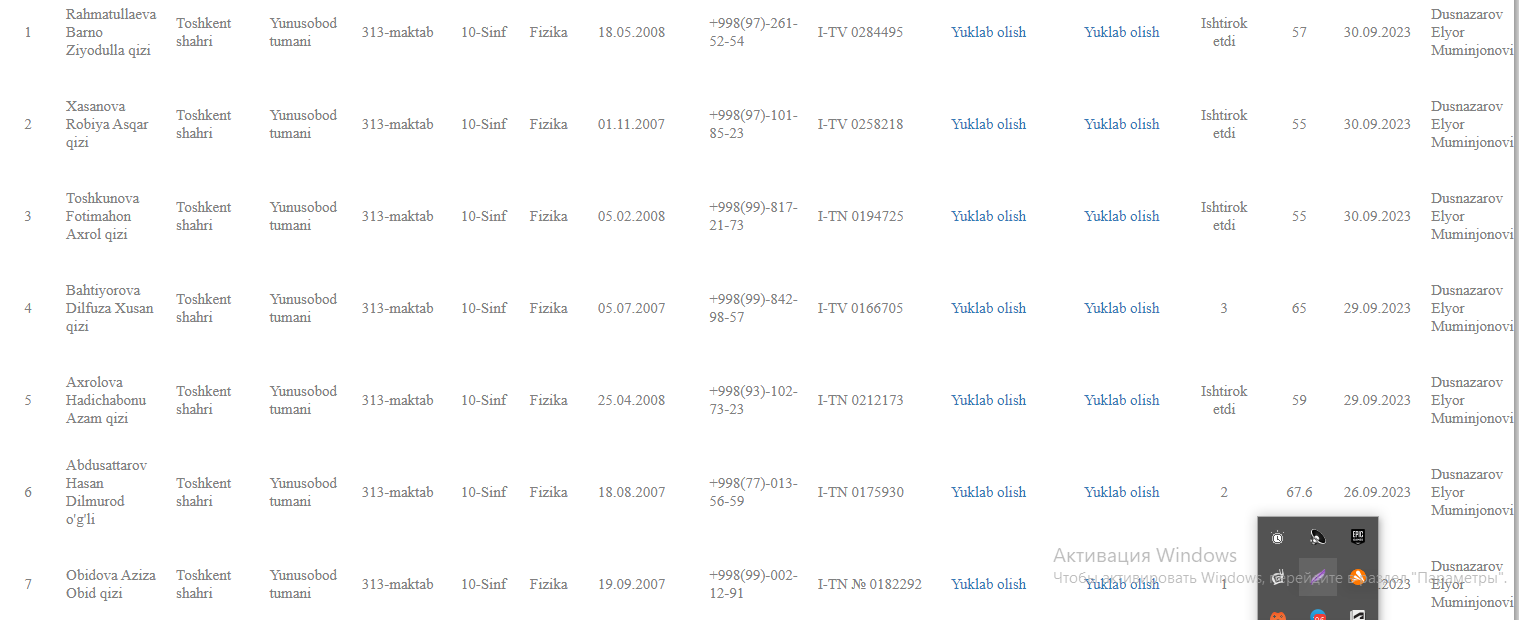 1 Rahmatullaeva Barno Ziyodulla qizi Toshkent shahri Yunusobod tumani 313-maktab 10-Sinf Fizika 18.05.2008 +998(97)-261-52-54 I-TV 0284495 Yuklab olish Yuklab olish Ishtirok etdi 57 30.09.2023 Dusnazarov Elyor Muminjonovi
2 Xasanova Robiya Asqar qizi Toshkent shahri Yunusobod tumani 313-maktab 10-Sinf Fizika 01.11.2007 +998(97)-101-85-23 I-TV 0258218 Yuklab olish Yuklab olish Ishtirok etdi 55 30.09.2023 Dusnazarov Elyor Muminjonovi
3 Toshkunova Fotimahon Axrol qizi Toshkent shahri Yunusobod tumani 313-maktab 10-Sinf Fizika 05.02.2008 +998(99)-817-21-73 I-TN 0194725 Yuklab olish Yuklab olish Ishtirok etdi 55 30.09.2023 Dusnazarov Elyor Muminjonovi
4 Bahtiyorova Dilfuza Xusan qizi Toshkent shahri Yunusobod tumani 313-maktab 10-Sinf Fizika 05.07.2007 +998(99)-842-98-57 I-TV 0166705 Yuklab olish Yuklab olish 3 65 29.09.2023 Dusnazarov Elyor Muminjonovi
5 Axrolova Hadichabonu Azam qizi Toshkent shahri Yunusobod tumani 313-maktab 10-Sinf Fizika 25.04.2008 +998(93)-102-73-23 I-TN 0212173 Yuklab olish Yuklab olish Ishtirok etdi 59 29.09.2023 Dusnazarov Elyor Muminjonovi
6 Abdusattarov Hasan Dilmurod o'g'li Toshkent shahri Yunusobod tumani 313-maktab 10-Sinf Fizika 18.08.2007 +998(77)-013-56-59 I-TN 0175930 Yuklab olish Yuklab olish 2 67.6 26.09.2023 Dusnazarov Elyor Muminjonovi
7 Obidova Aziza Obid qizi Toshkent shahri Yunusobod tumani 313-maktab 10-Sinf Fizika 19.09.2007 +998(99)-002-12-91 I-TN № 0182292 Yuklab olish Yuklab olish 1 .2023 Dusnazarov Elyor Muminjonovi
Активация Windows
Чтобы активировать Windows, перейдите в раздел "Параметры".
EPIC